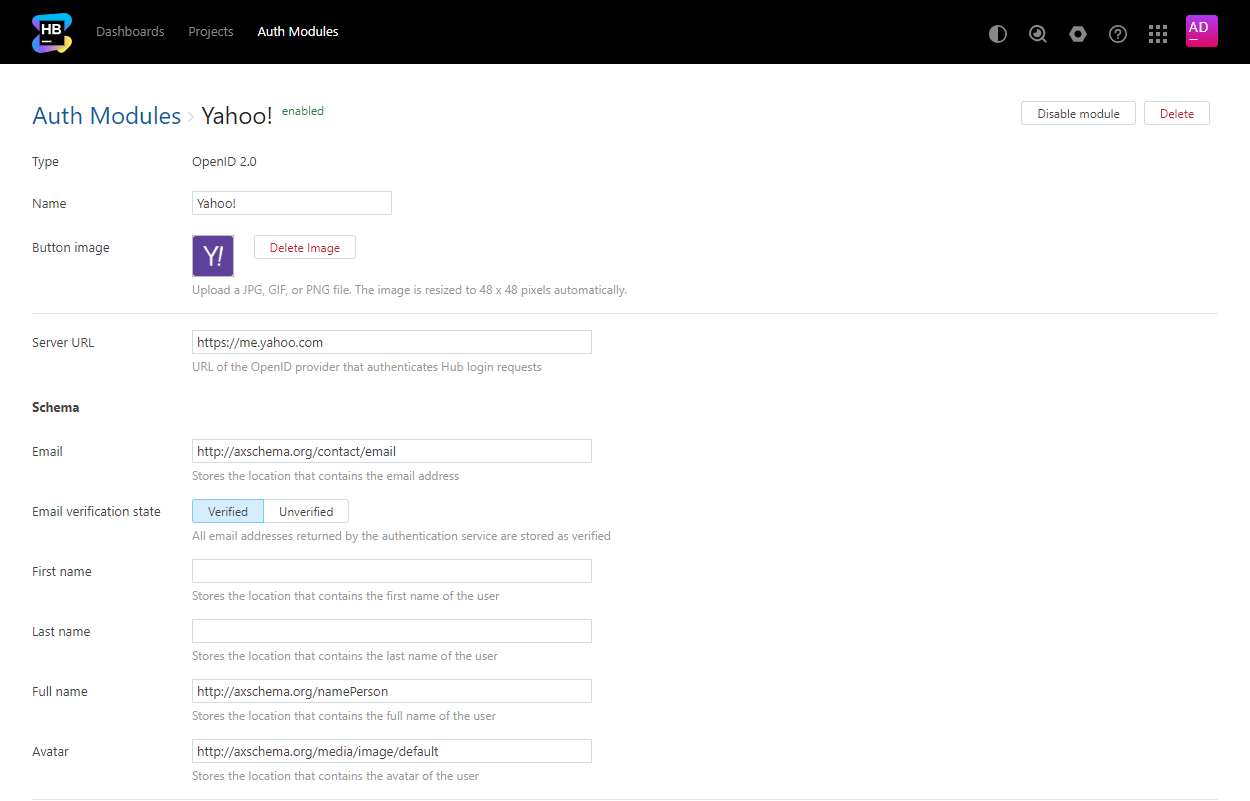 HB Dashboards Projects Auth Modules AD
Auth Modules › Yahoo! enabled Disable module Delete
Type OpenID 2.0
Name Yahoo!
Button image Y! Delete Image
Upload a JPG, GIF, or PNG file. The image is resized to 48 x 48 pixels automatically.
Server URL https://me.yahoo.com
URL of the OpenID provider that authenticates Hub login requests
Schema
Email http://axschema.org/contact/email
Stores the location that contains the email address
Email verification state Verified Unverified
All email addresses returned by the authentication service are stored as verified
First name
Stores the location that contains the first name of the user
Last name
Stores the location that contains the last name of the user
Full name http://axschema.org/namePerson
Stores the location that contains the full name of the user
Avatar http://axschema.org/media/image/default
Stores the location that contains the avatar of the user